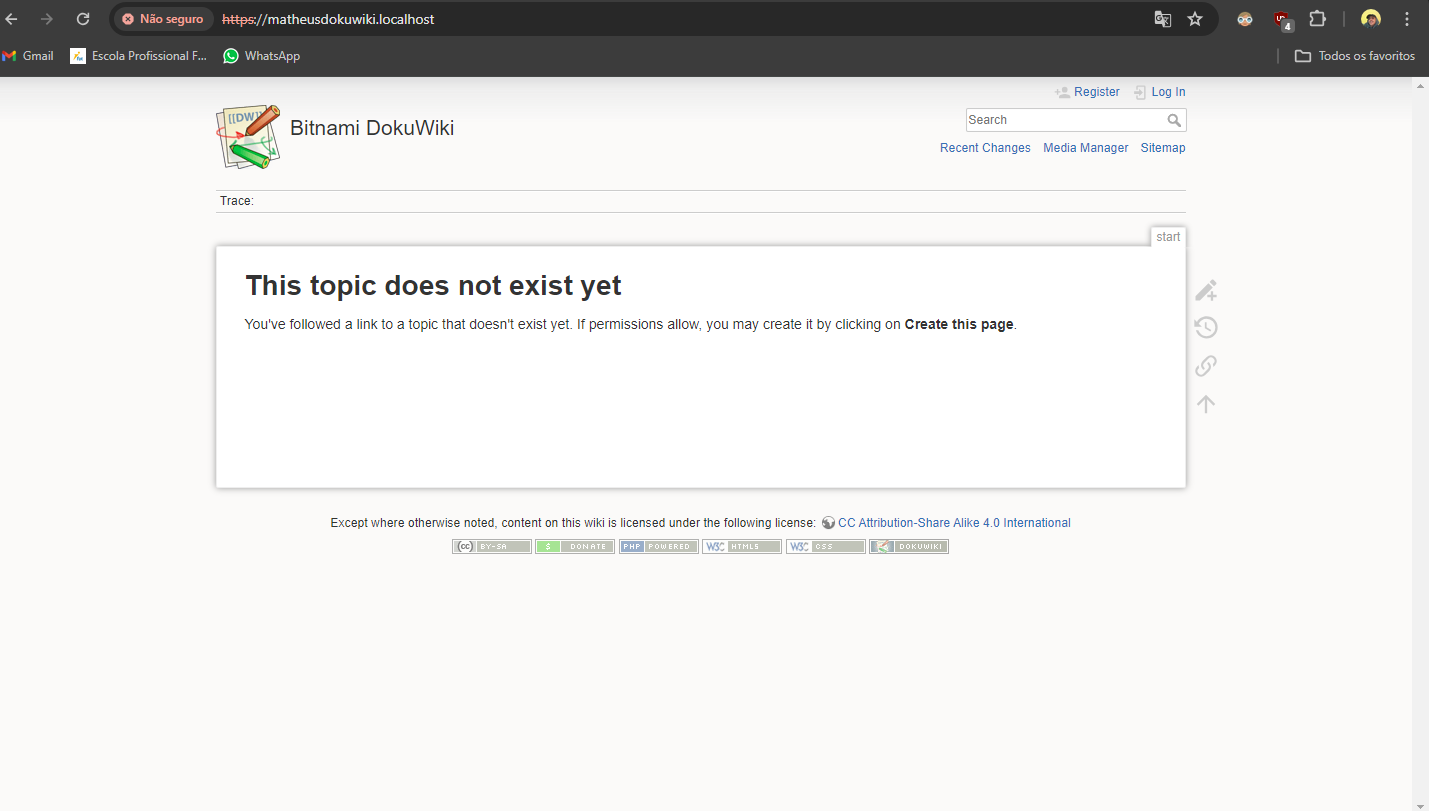 Não seguro https://matheusdokuwiki.localhost 4
Gmail Escola Profissional F... WhatsApp Todos os favoritos
Register Log In
[[DW]] Bitnami DokuWiki
Search
Recent Changes Media Manager Sitemap
Trace:
start
This topic does not exist yet
You've followed a link to a topic that doesn't exist yet. If permissions allow, you may create it by clicking on Create this page.
Except where otherwise noted, content on this wiki is licensed under the following license: CC Attribution-Share Alike 4.0 International
CC BY-SA $ DONATE PHP POWERED W3C HTML5 W3C CSS DOKUWIKI